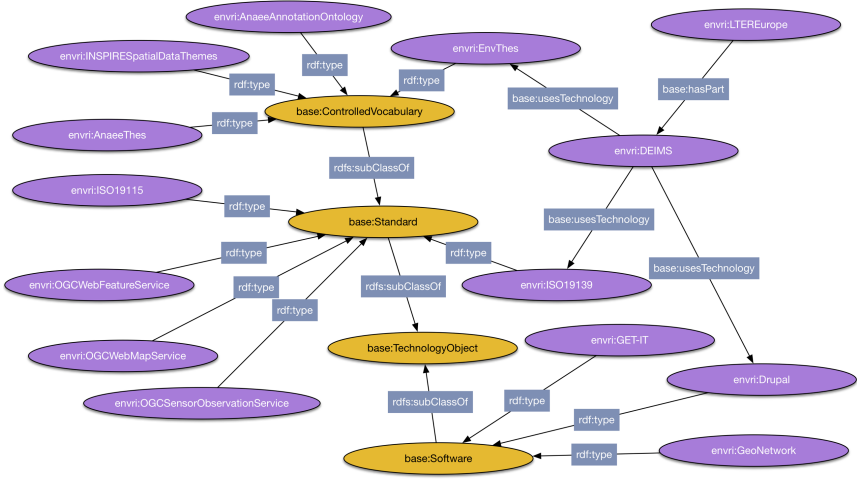 envri:AnaeeAnnotationOntology
envri:LTEREurope
envri:INSPIRESpatialDataThemes
envri:EnvThes
rdf:type
rdf:type
rdf:type
base:hasPart
base:usesTechnology
base:ControlledVocabulary
rdf:type
envri:AnaeeThes
envri:DEIMS
rdfs:subClassOf
envri:ISO19115
rdf:type
base:usesTechnology
base:Standard
rdf:type
rdf:type
base:usesTechnology
envri:OGCWebFeatureService
rdf:type
rdfs:subClassOf
envri:ISO19139
rdf:type
envri:GET-IT
base:TechnologyObject
envri:OGCWebMapService
envri:Drupal
envri:OGCSensorObservationService
rdfs:subClassOf
rdf:type
rdf:type
envri:GeoNetwork
rdf:type
base:Software